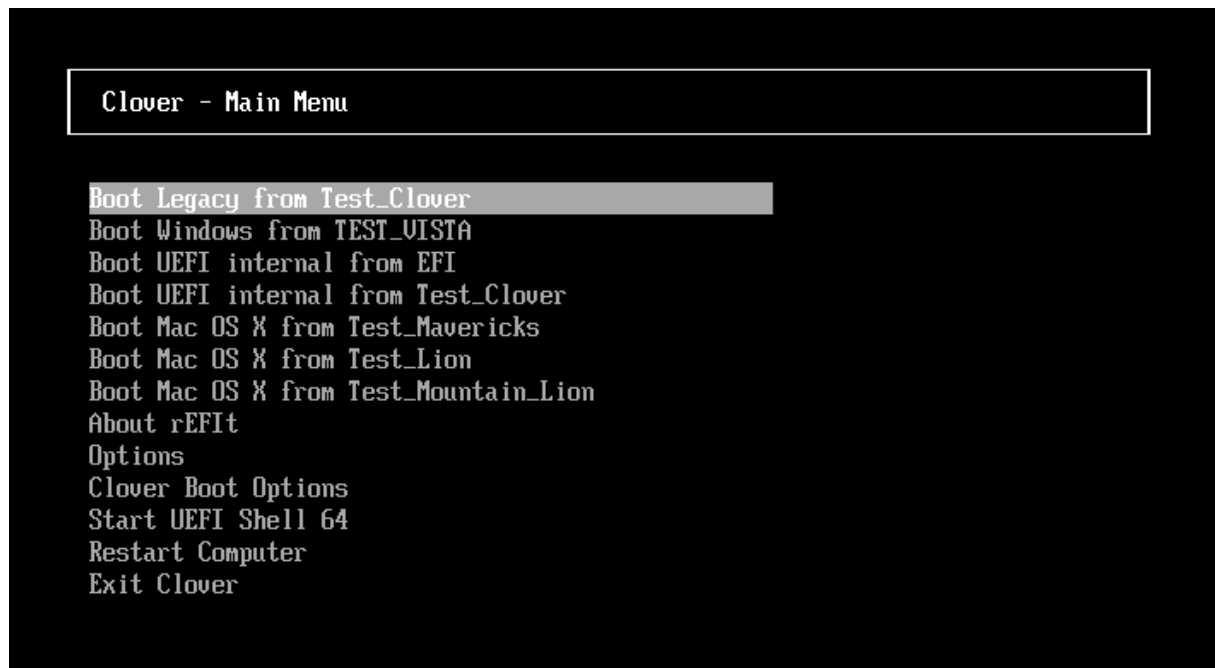 Clover - Main Menu
Boot Legacy from Test_Clover
Boot Windows from TEST_VISTA
Boot UEFI internal from EFI
Boot UEFI internal from Test_Clover
Boot Mac OS X from Test_Mavericks
Boot Mac OS X from Test_Lion
Boot Mac OS X from Test_Mountain_Lion
About rEFIt
Options
Clover Boot Options
Start UEFI Shell 64
Restart Computer
Exit Clover